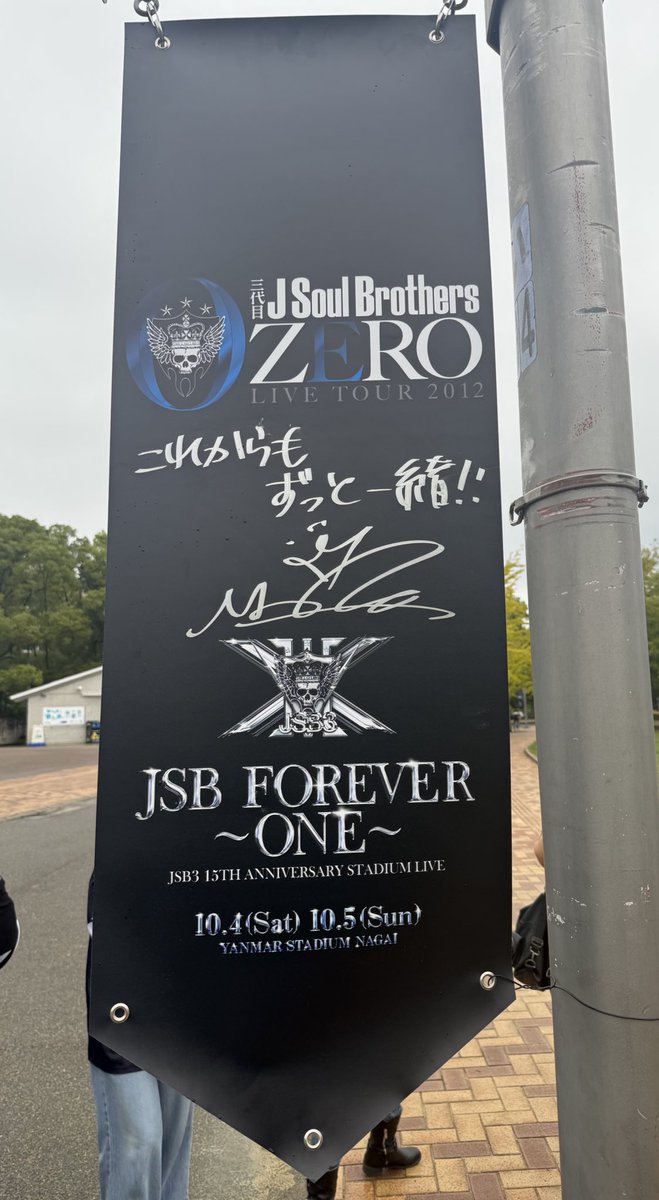 三代目 J Soul Brothers
ZERO
LIVE TOUR 2012
これからも
ずっと一緒!!
JSB3
JSB FOREVER
~ONE~
JSB3 15TH ANNIVERSARY STADIUM LIVE
10.4(Sat) 10.5(Sun)
YANMAR STADIUM NAGAI